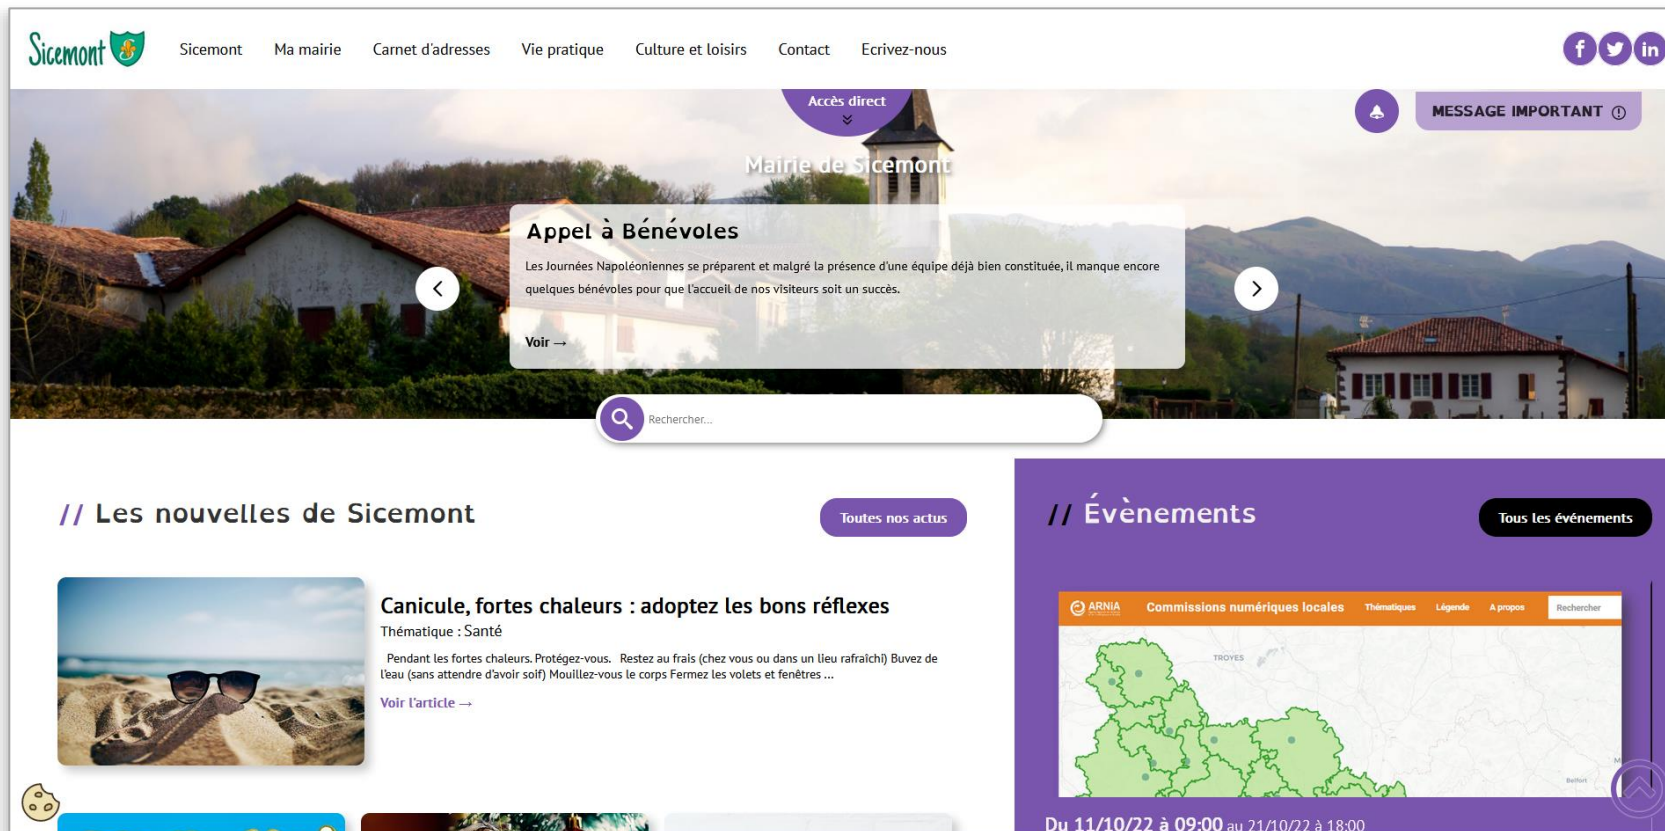 Sicemont
Sicemont
Ma mairie
Carnet d'adresses
Vie pratique
Culture et loisirs
Contact
Ecrivez-nous
Accès direct
MESSAGE IMPORTANT
Mairie de Sicemont
Appel à Bénévoles
Les Journées Napoléoniennes se préparent et malgré la présence d'une équipe déjà bien constituée, il manque encore
quelques bénévoles pour que l'accueil de nos visiteurs soit un succès.
Voir →
Rechercher...
// Les nouvelles de Sicemont
Toutes nos actus
Canicule, fortes chaleurs : adoptez les bons réflexes
Thématique : Santé
Pendant les fortes chaleurs. Protégez-vous. Restez au frais (chez vous ou dans un lieu rafraîchi) Buvez de
l'eau (sans attendre d'avoir soif) Mouillez-vous le corps Fermez les volets et fenêtres ...
Voir l'article →
// Évènements
Tous les événements
ARNIA
Commissions numériques locales
Thématiques
Légende
A propos
Rechercher
TROYES
Belfort
Du 11/10/22 à 09:00 au 21/10/22 à 18:00